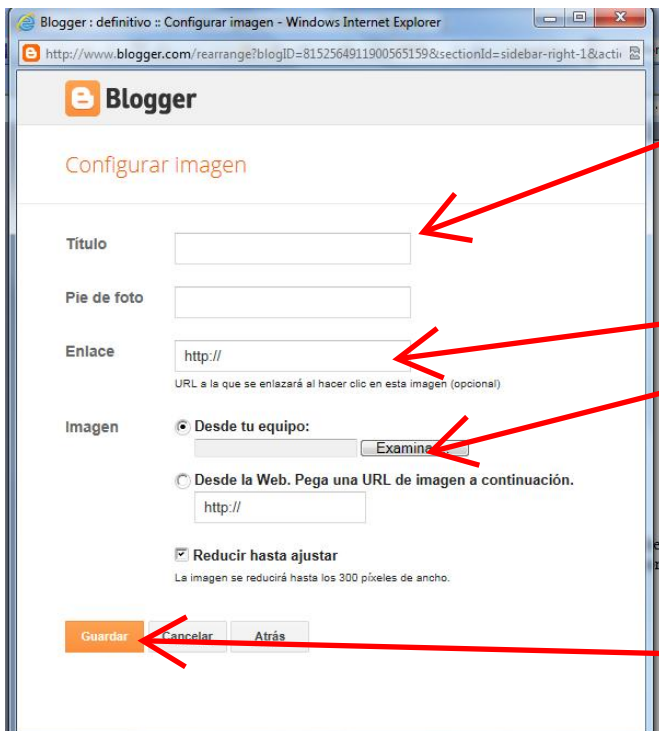 Blogger : definitivo :: Configurar imagen - Windows Internet Explorer
http://www.blogger.com/rearrange?blogID=8152564911900565159&sectionId=sidebar-right-1&acti
Blogger
Configurar imagen
Título
Pie de foto
Enlace
http://
URL a la que se enlazará al hacer clic en esta imagen (opcional)
Imagen
Desde tu equipo:
Examina
Desde la Web. Pega una URL de imagen a continuación.
http://
Reducir hasta ajustar
La imagen se reducirá hasta los 300 píxeles de ancho.
Guardar Cancelar Atrás